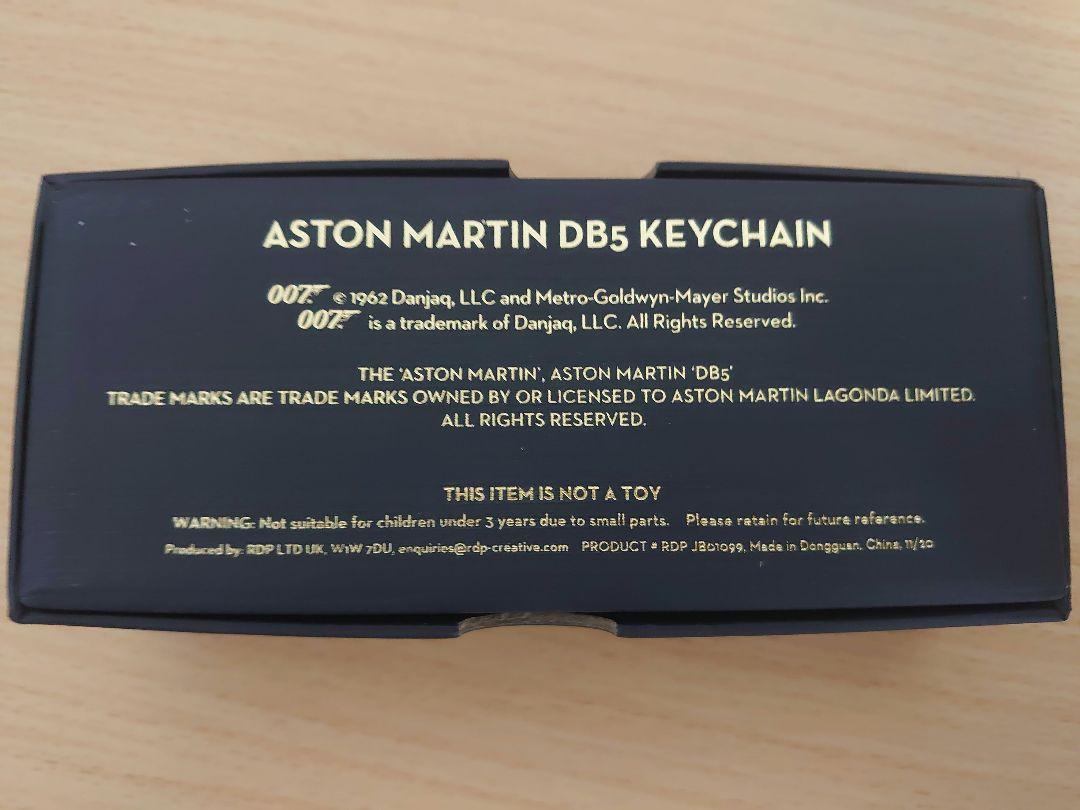 ASTON MARTIN DB5 KEYCHAIN
007 © 1962 Danjaq, LLC and Metro-Goldwyn-Mayer Studios Inc.
007 is a trademark of Danjaq, LLC. All Rights Reserved.
THE ‘ASTON MARTIN’, ASTON MARTIN ‘DB5’
TRADE MARKS ARE TRADE MARKS OWNED BY OR LICENSED TO ASTON MARTIN LAGONDA LIMITED.
ALL RIGHTS RESERVED.
THIS ITEM IS NOT A TOY
WARNING: Not suitable for children under 3 years due to small parts. Please retain for future reference.
Produced by: RDP LTD UK, W1W 7DU, enquiries@rdp-creative.com PRODUCT # RDP JB01099, Made in Dongguan, China, 11/20